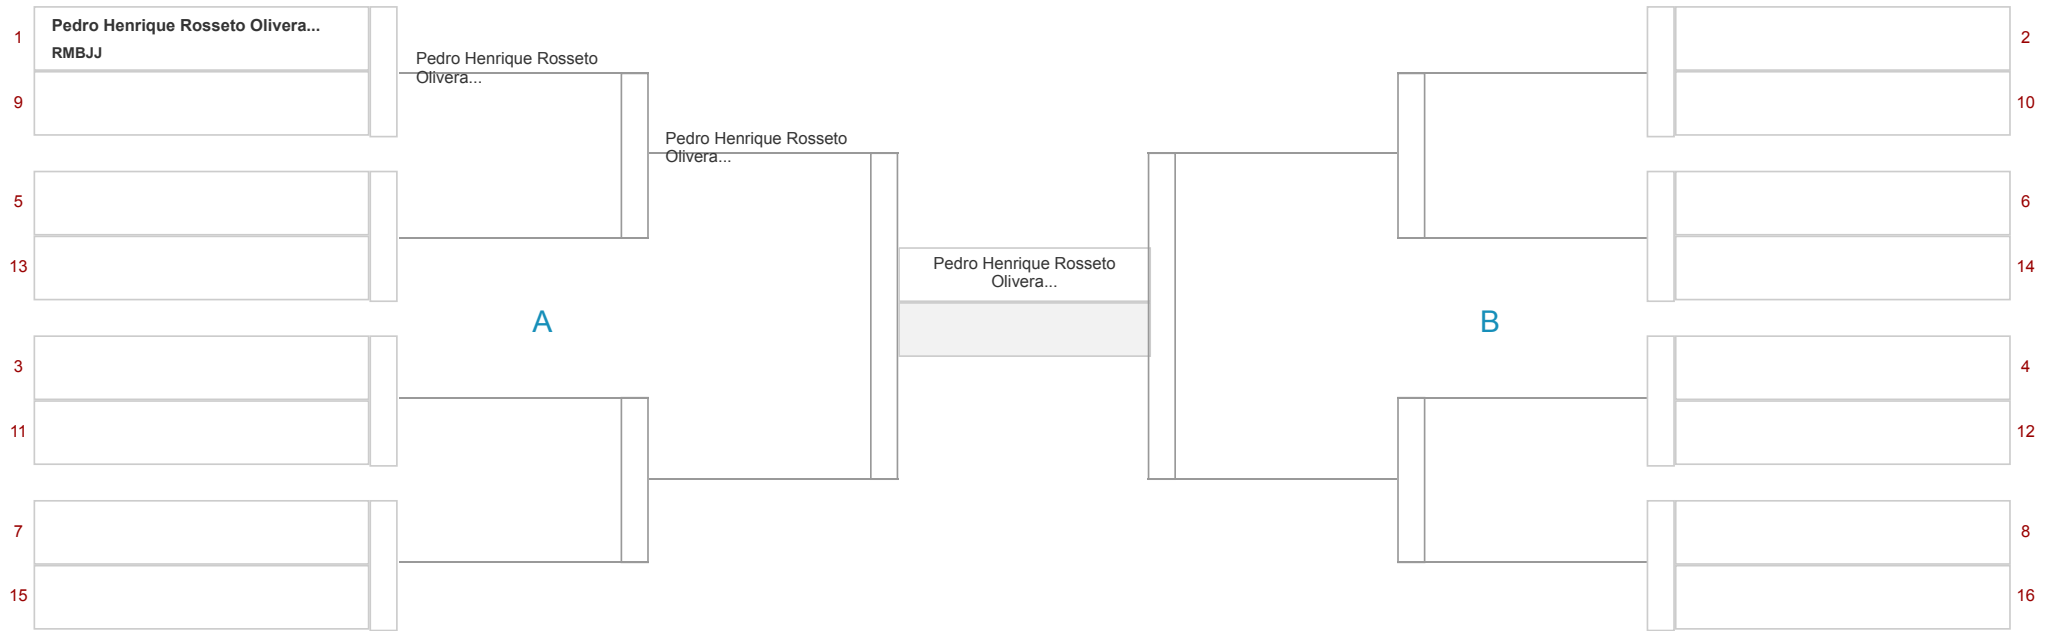 1
Pedro Henrique Rosseto Olivera...
RMBJJ
9
Pedro Henrique Rosseto
Olivera...
5
13
Pedro Henrique Rosseto
Olivera...
A
3
11
7
15
Pedro Henrique Rosseto
Olivera...
B
2
10
6
14
4
12
8
16